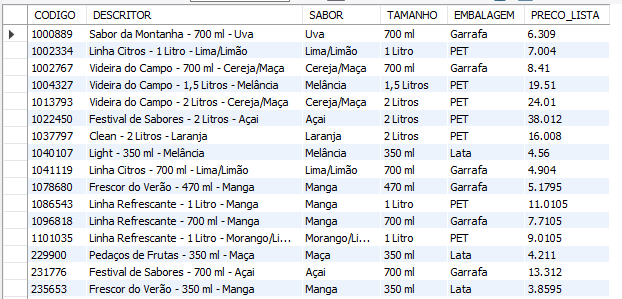 CODIGO DESCRITOR SABOR TAMANHO EMBALAGEM PRECO_LISTA
1000889 Sabor da Montanha - 700 ml - Uva Uva 700 ml Garrafa 6.309
1002334 Linha Citros - 1 Litro - Lima/Limão Lima/Limão 1 Litro PET 7.004
1002767 Videira do Campo - 700 ml - Cereja/Maça Cereja/Maça 700 ml Garrafa 8.41
1004327 Videira do Campo - 1,5 Litros - Melância Melância 1,5 Litros PET 19.51
1013793 Videira do Campo - 2 Litros - Cereja/Maça Cereja/Maça 2 Litros PET 24.01
1022450 Festival de Sabores - 2 Litros - Açai Açai 2 Litros PET 38.012
1037797 Clean - 2 Litros - Laranja Laranja 2 Litros PET 16.008
1040107 Light - 350 ml - Melância Melância 350 ml Lata 4.56
1041119 Linha Citros - 700 ml - Lima/Limão Lima/Limão 700 ml Garrafa 4.904
1078680 Frescor do Verão - 470 ml - Manga Manga 470 ml Garrafa 5.1795
1086543 Linha Refrescante - 1 Litro - Manga Manga 1 Litro PET 11.0105
1096818 Linha Refrescante - 700 ml - Manga Manga 700 ml Garrafa 7.7105
1101035 Linha Refrescante - 1 Litro - Morango/Li... Morango/Li... 1 Litro PET 9.0105
229900 Pedaços de Frutas - 350 ml - Maça Maça 350 ml Lata 4.211
231776 Festival de Sabores - 700 ml - Açai Açai 700 ml Garrafa 13.312
235653 Frescor do Verão - 350 ml - Manga Manga 350 ml Lata 3.8595